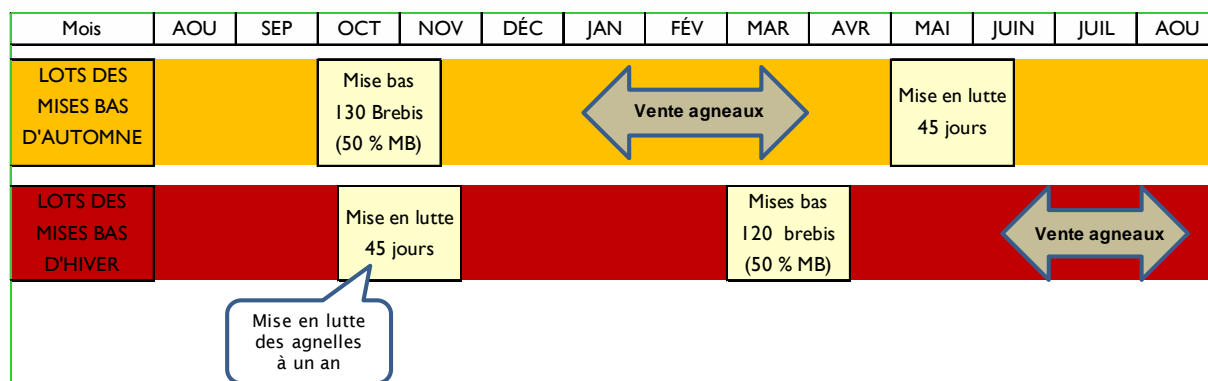 Mois AOU SEP OCT NOV DÉC JAN FÉV MAR AVR MAI JUIN JUIL AOU
LOTS DES
MISES BAS
D'AUTOMNE
Mise bas
130 Brebis
(50 % MB)
Vente agneaux
Mise en lutte
45 jours
LOTS DES
MISES BAS
D'HIVER
Mise en lutte
45 jours
Mises bas
120 brebis
(50 % MB)
Vente agneaux
Mise en lutte
des agnelles
à un an